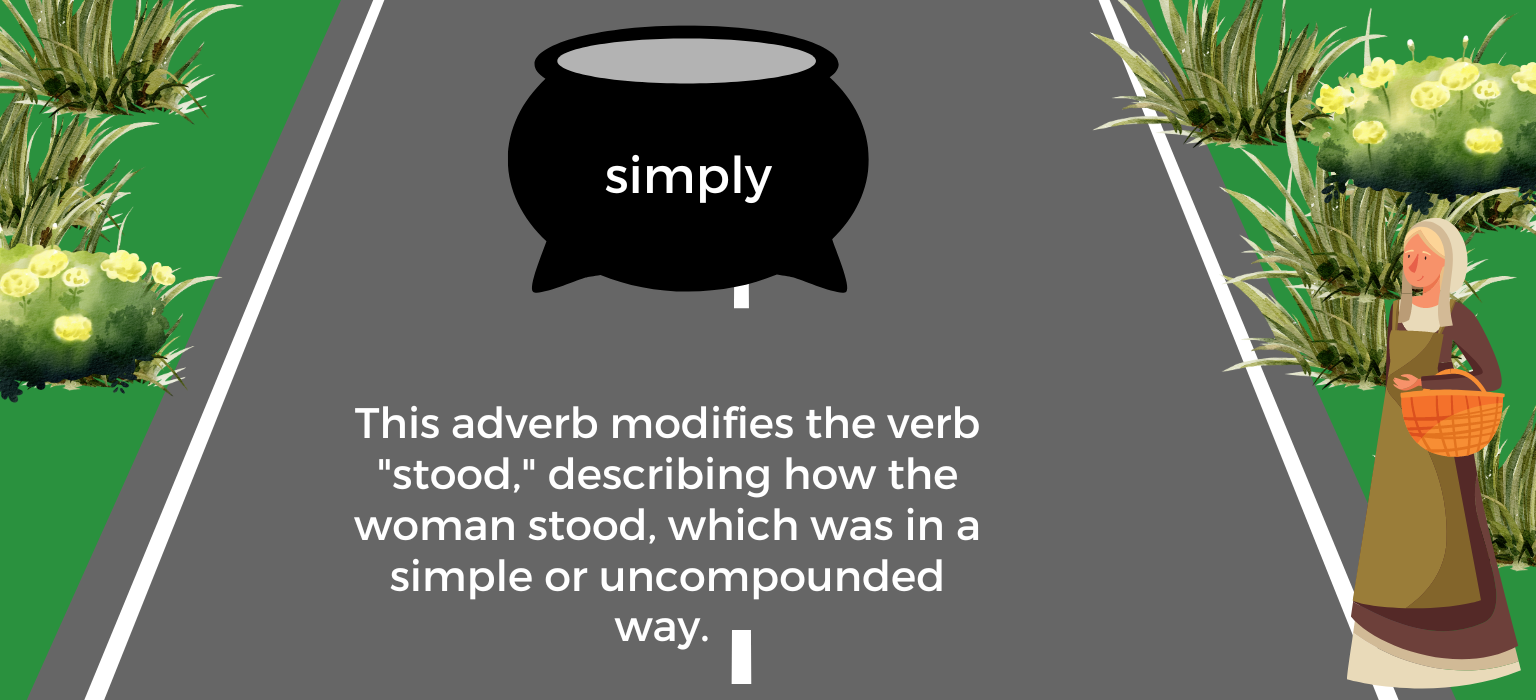 simply
This adverb modifies the verb
"stood," describing how the
woman stood, which was in a
simple or uncompounded
way.